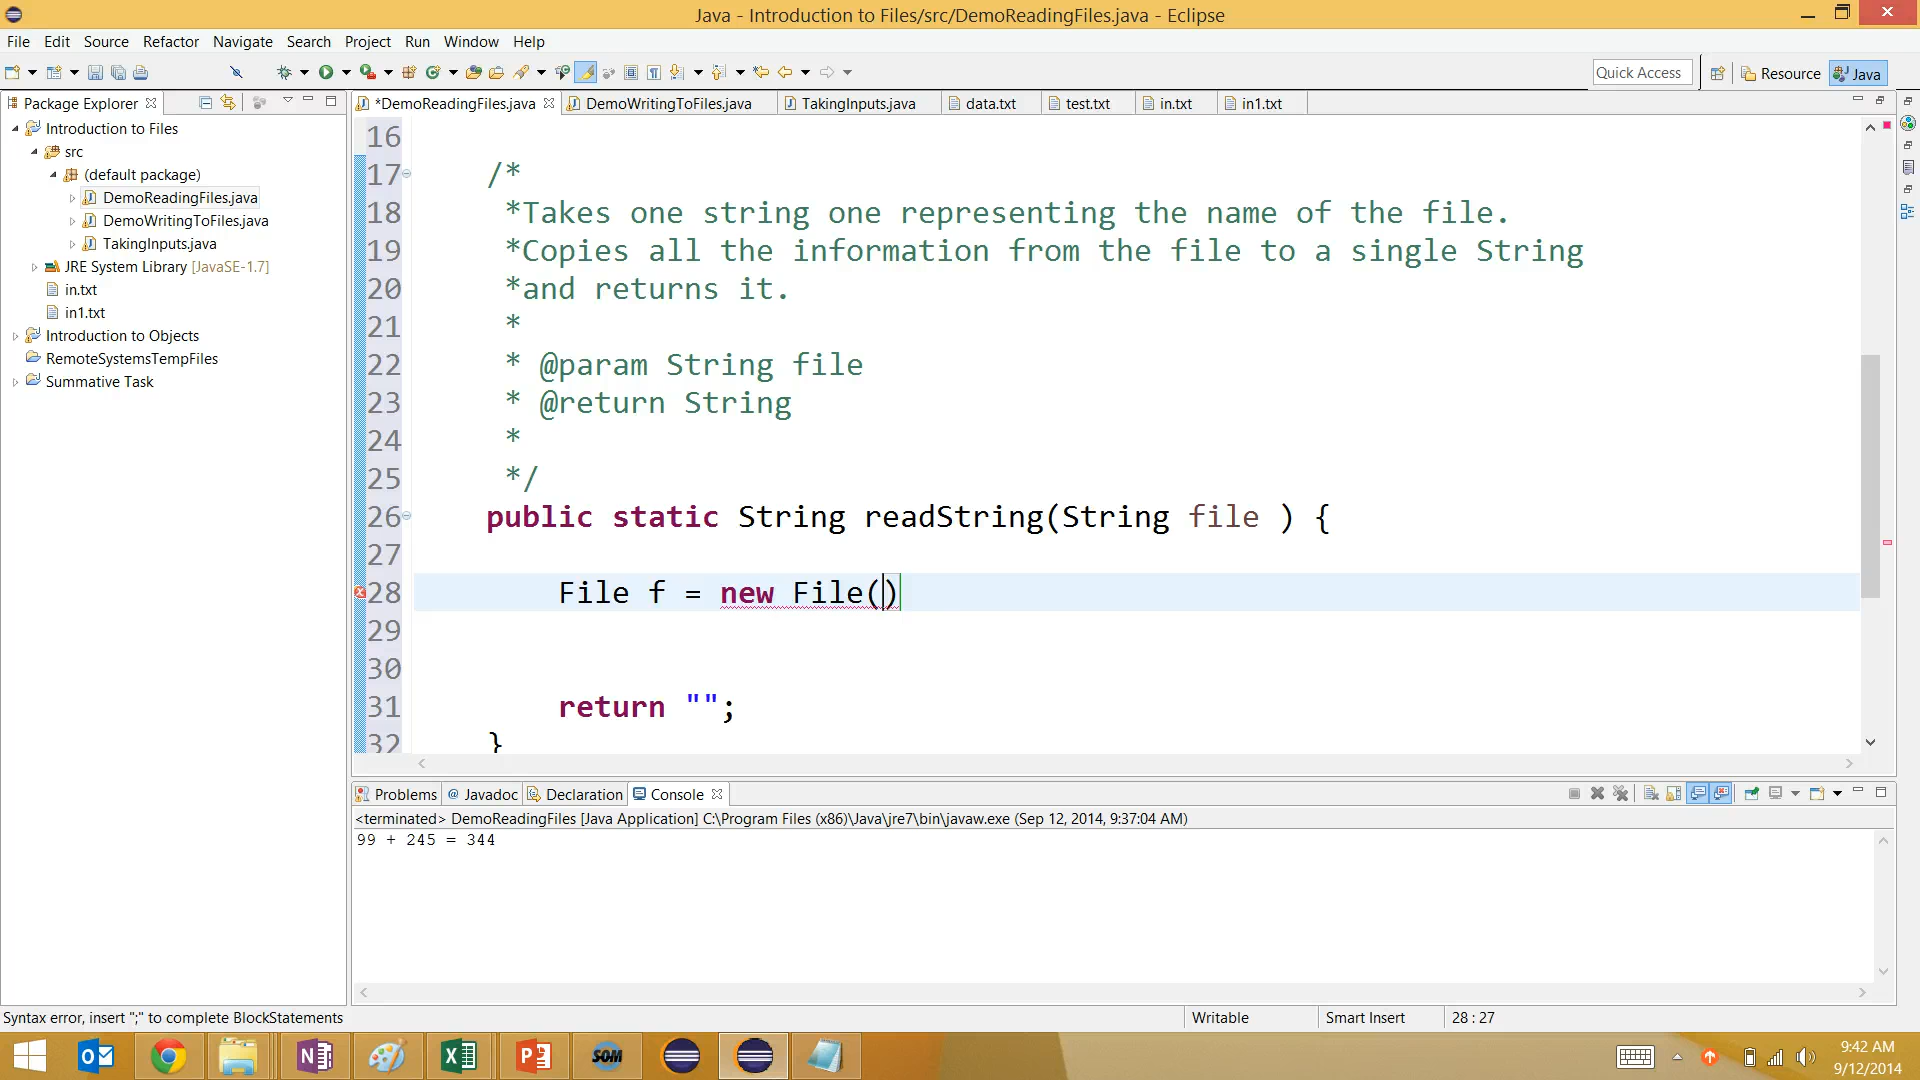 Java - Introduction to Files/src/DemoReadingFiles.java - Eclipse
File Edit Source Refactor Navigate Search Project Run Window Help
Quick Access Resource Java
Package Explorer
*DemoReadingFiles.java DemoWritingToFiles.java TakingInputs.java data.txt test.txt in.txt in1.txt
Introduction to Files
src
(default package)
DemoReadingFiles.java
DemoWritingToFiles.java
TakingInputs.java
JRE System Library [JavaSE-1.7]
in.txt
in1.txt
Introduction to Objects
RemoteSystemsTempFiles
Summative Task
16
17 /*
18 *Takes one string one representing the name of the file.
19 *Copies all the information from the file to a single String
20 *and returns it.
21 *
22 * @param String file
23 * @return String
24 *
25 */
26 public static String readString(String file ) {
27
28 File f = new File()
29
30
31 return "";
32 }
Problems @ Javadoc Declaration Console
<terminated> DemoReadingFiles [Java Application] C:\Program Files (x86)\Java\jre7\bin\javaw.exe (Sep 12, 2014, 9:37:04 AM)
99 + 245 = 344
Syntax error, insert ";" to complete BlockStatements Writable Smart Insert 28 : 27
SOM
9:42 AM
9/12/2014